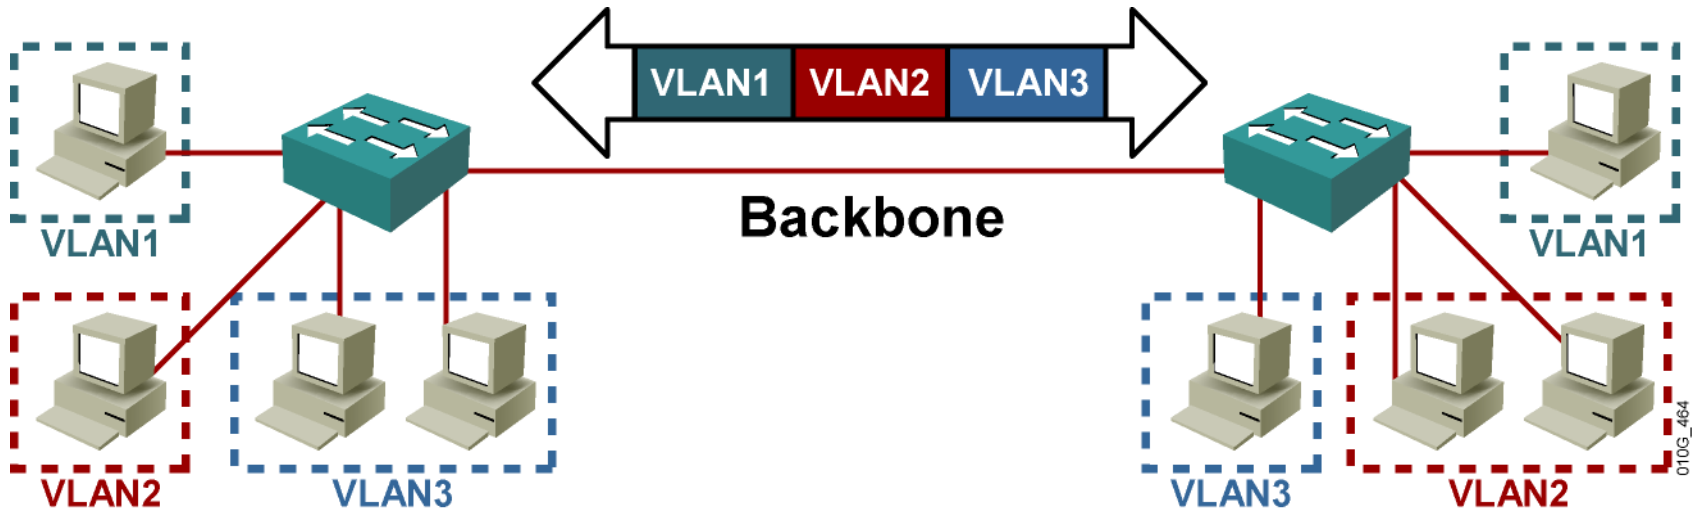 VLAN1 VLAN2 VLAN3
Backbone
VLAN1
VLAN1
VLAN2
VLAN3
VLAN3
VLAN2
010G_464